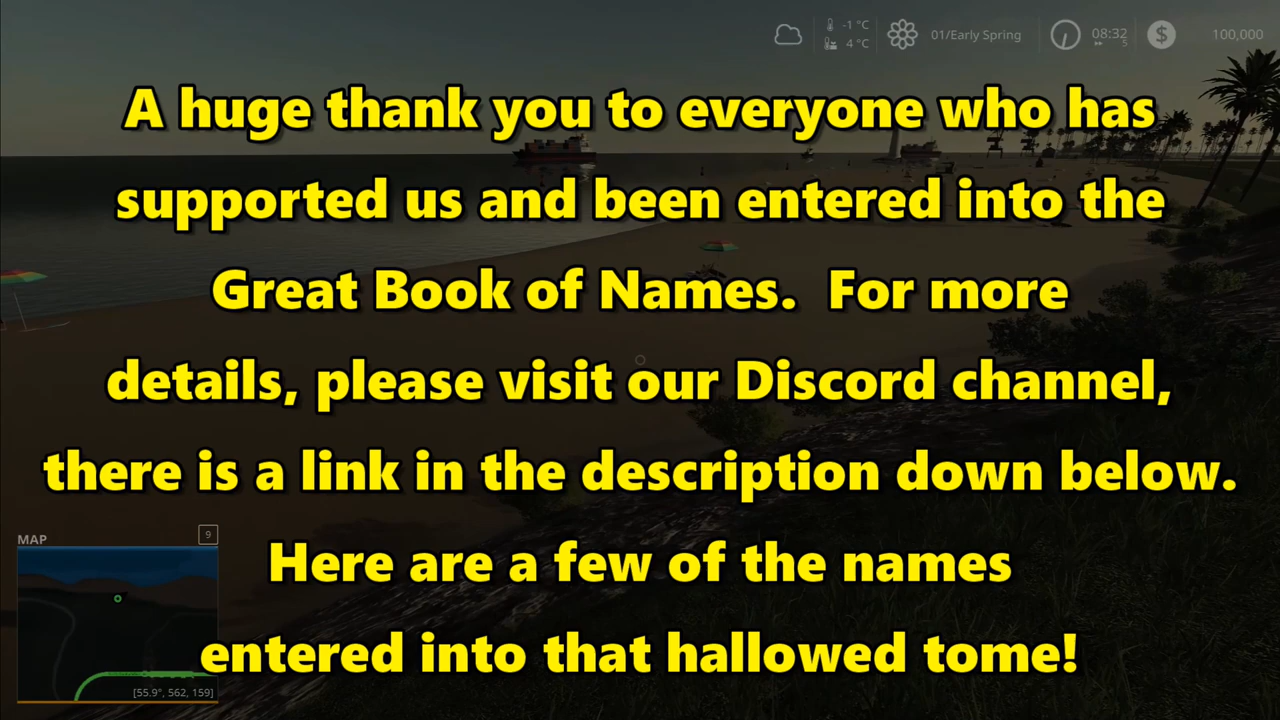 -1 °C
4 °C
01/Early Spring
08:32
5
$
100,000
A huge thank you to everyone who has
supported us and been entered into the
Great Book of Names.  For more
details, please visit our Discord channel,
there is a link in the description down below.
Here are a few of the names
entered into that hallowed tome!
MAP
9
[55.9°, 562, 159]